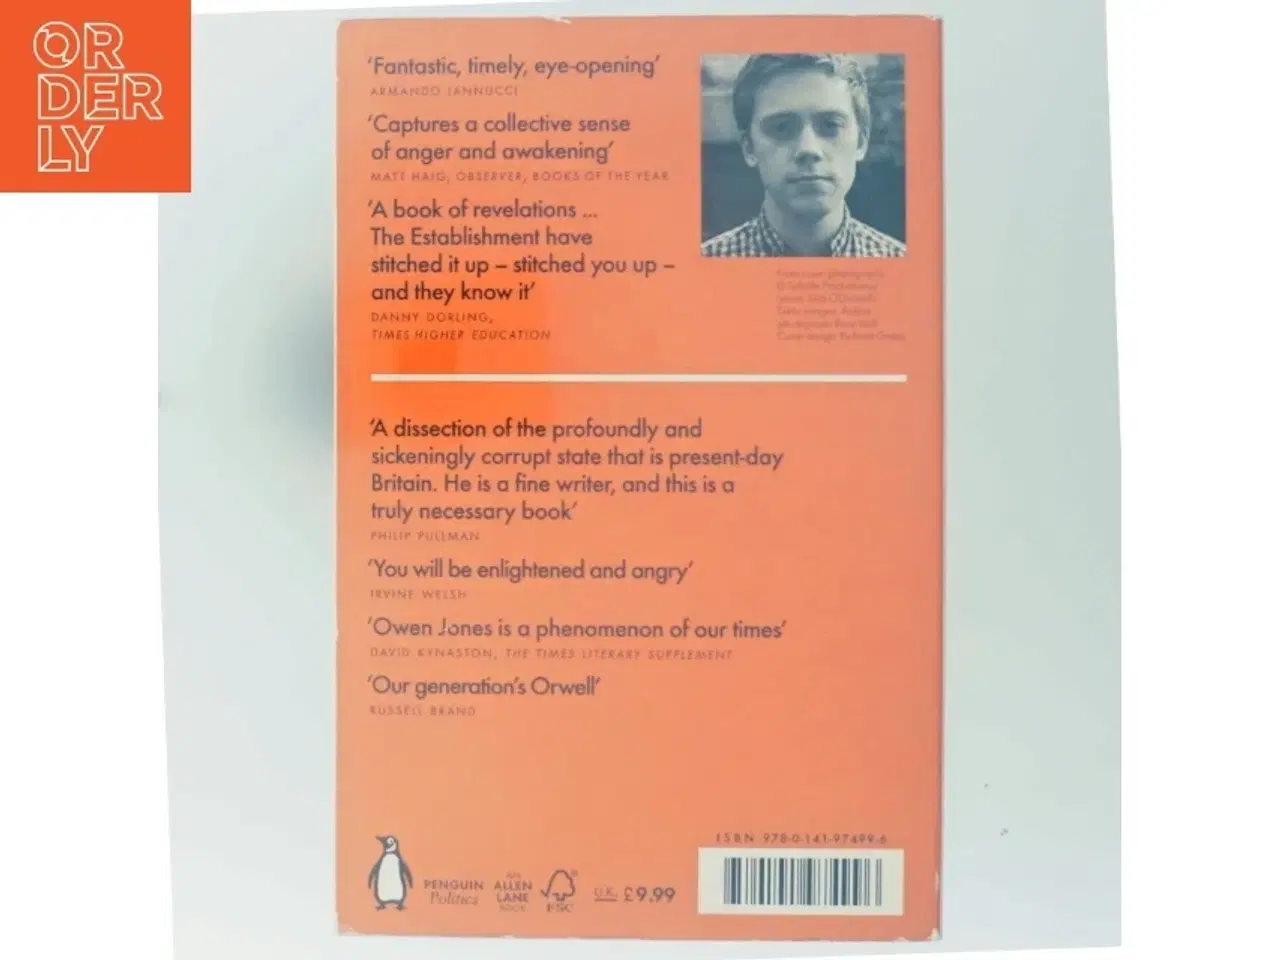 OR
DER
LY
‘Fantastic, timely, eye-opening’
ARMANDO IANNUCCI
‘Captures a collective sense
of anger and awakening’
MATT HAIG, OBSERVER, BOOKS OF THE YEAR
‘A book of revelations ...
The Establishment have
stitched it up – stitched you up –
and they know it’
DANNY DORLING,
TIMES HIGHER EDUCATION
‘A dissection of the profoundly and
sickeningly corrupt state that is present-day
Britain. He is a fine writer, and this is a
truly necessary book’
PHILIP PULLMAN
‘You will be enlightened and angry’
IRVINE WELSH
‘Owen Jones is a phenomenon of our times’
DAVID KYNASTON, THE TIMES LITERARY SUPPLEMENT
‘Our generation’s Orwell’
RUSSELL BRAND
ISBN 978-0-141-97499-6
PENGUIN
Politics
AN
ALLEN
LANE
BOOK
FSC
U.K. £9.99